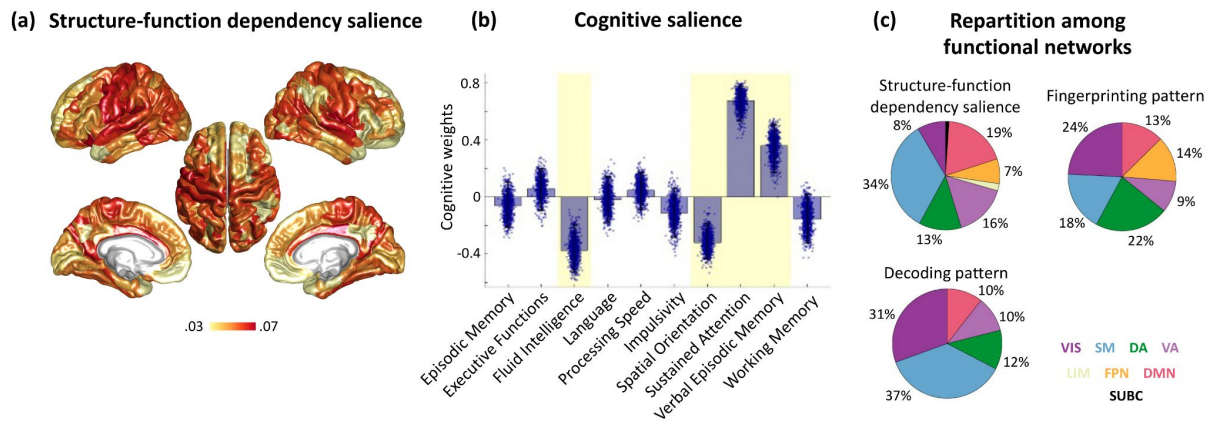 (a) Structure-function dependency salience
.03 .07
(b) Cognitive salience
Cognitive weights
0.8
0.4
0
-0.4
Episodic Memory
Executive Functions
Fluid Intelligence
Language
Processing Speed
Impulsivity
Spatial Orientation
Sustained Attention
Verbal Episodic Memory
Working Memory
(c) Repartition among
functional networks
Structure-function
dependency salience
8%
19%
7%
34%
16%
13%
Fingerprinting pattern
24%
13%
14%
9%
18%
22%
Decoding pattern
31%
10%
10%
12%
37%
VIS SM DA VA
LIM FPN DMN
SUBC